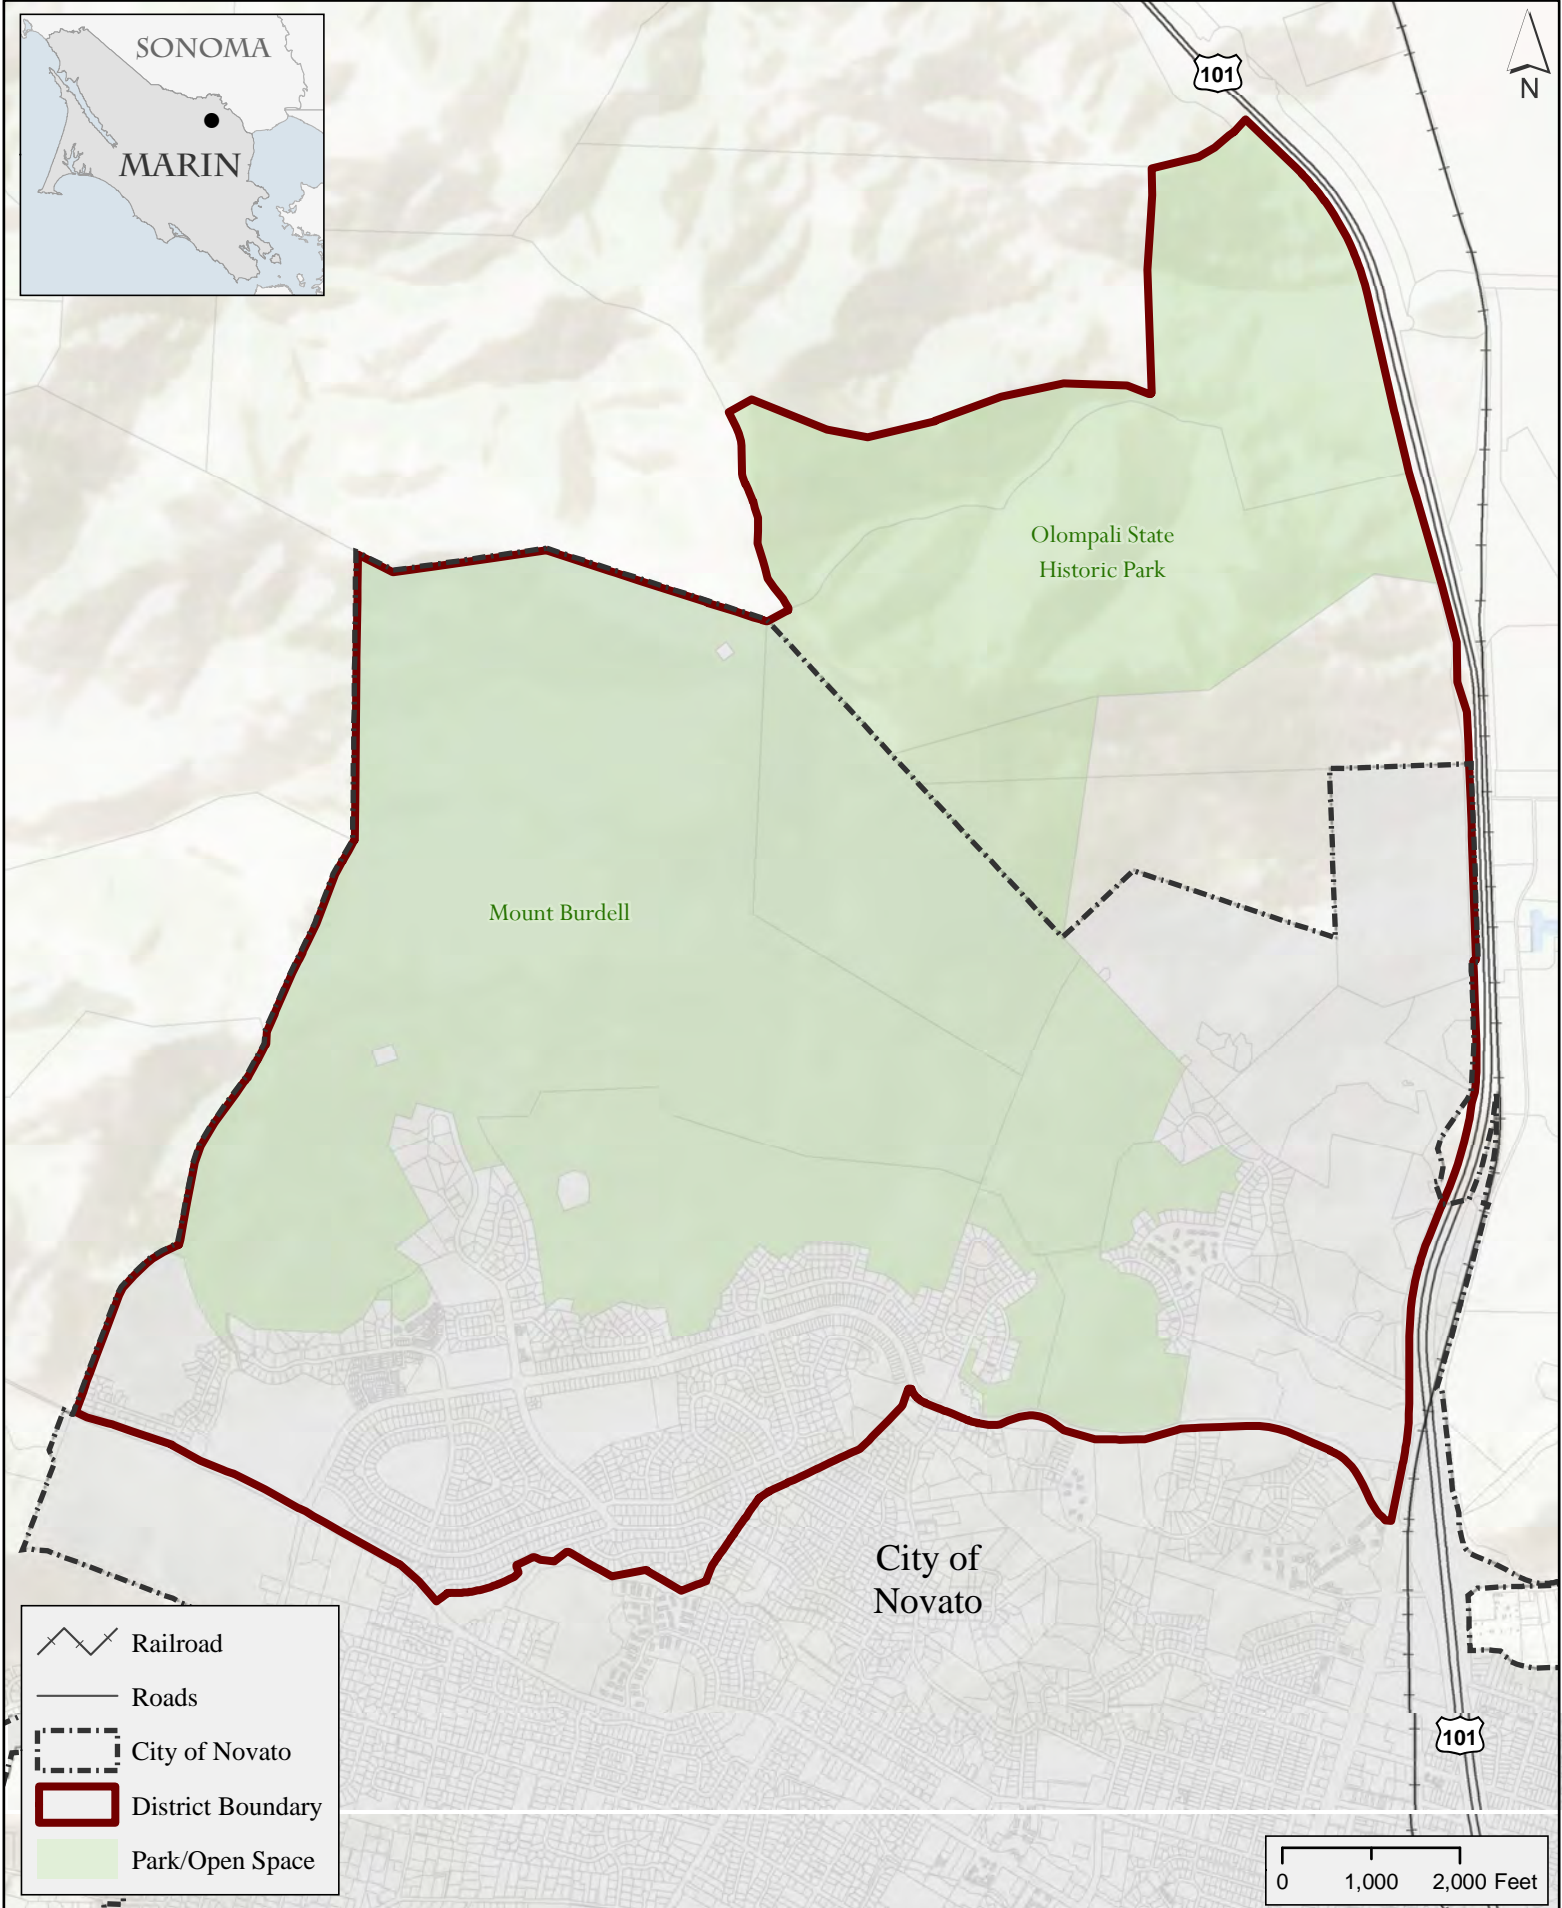 SONOMA
MARIN
101
N
Olompali State
Historic Park
Mount Burdell
City of
Novato
Railroad
Roads
City of Novato
District Boundary
Park/Open Space
101
0 1,000 2,000 Feet